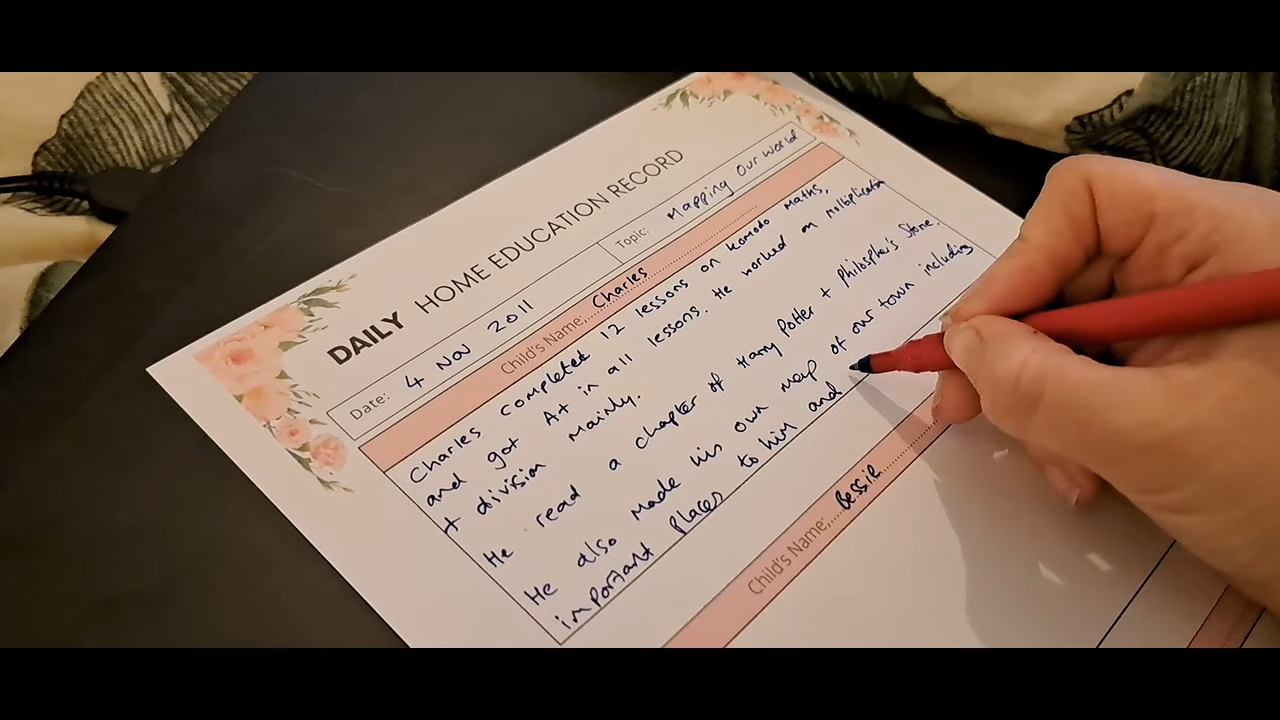 DAILY HOME EDUCATION RECORD
Date: 4 Nov 2011 Topic: Mapping Our World
Child's Name: Charles
Charles completed 12 lessons on Komodo Maths,
and got A+ in all lessons. He worked on multiplication
+ division mainly.
He read a chapter of Harry Potter + Philospher's Stone.
He also made his own map of our town including
important places to him and
Child's Name: Bessie